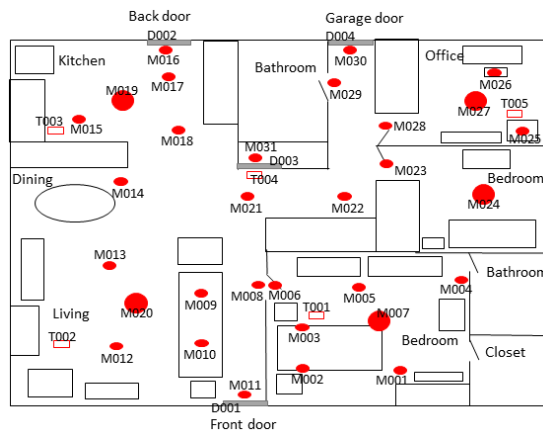 Back door
Garage door
D002
D004
Kitchen
M016
M030
Office
Bathroom
M017
M029
M026
M019
M027
T005
T003
M015
M018
M028
M025
M031
D003
M023
Dining
M014
T004
Bedroom
M021
M022
M024
M013
Bathroom
M008
M006
M005
M004
M009
M020
Living
T001
M007
T002
M003
Bedroom
M012
M010
Closet
M002
M001
M011
D001
Front door